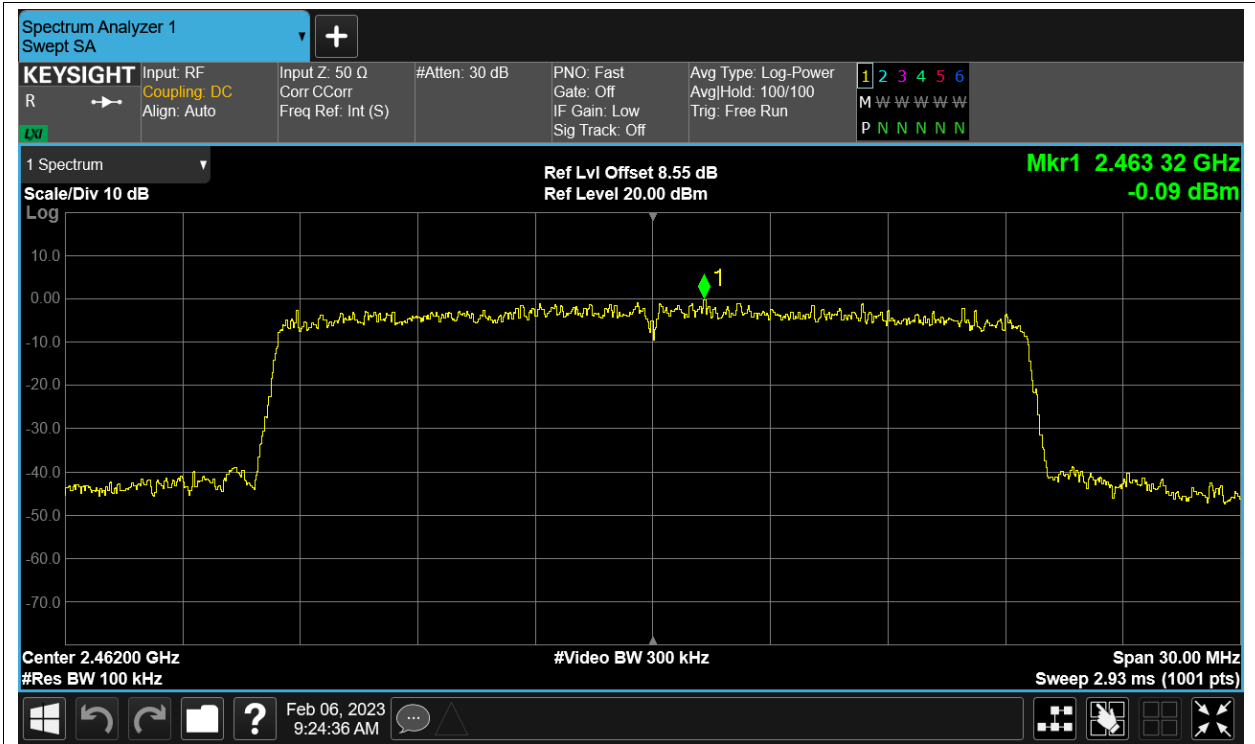 Spectrum Analyzer 1
Swept SA
KEYSIGHT
R
LXI
Input: RF
Coupling: DC
Align: Auto
Input Z: 50 Ω
Corr CCorr
Freq Ref: Int (S)
#Atten: 30 dB
PNO: Fast
Gate: Off
IF Gain: Low
Sig Track: Off
Avg Type: Log-Power
Avg|Hold: 100/100
Trig: Free Run
1 2 3 4 5 6
M W W W W W
P N N N N N
1 Spectrum
Scale/Div 10 dB
Log
Ref Lvl Offset 8.55 dB
Ref Level 20.00 dBm
Mkr1 2.463 32 GHz
-0.09 dBm
1
10.0
0.00
-10.0
-20.0
-30.0
-40.0
-50.0
-60.0
-70.0
Center 2.46200 GHz
#Video BW 300 kHz
Span 30.00 MHz
#Res BW 100 kHz
Sweep 2.93 ms (1001 pts)
?
Feb 06, 2023
9:24:36 AM